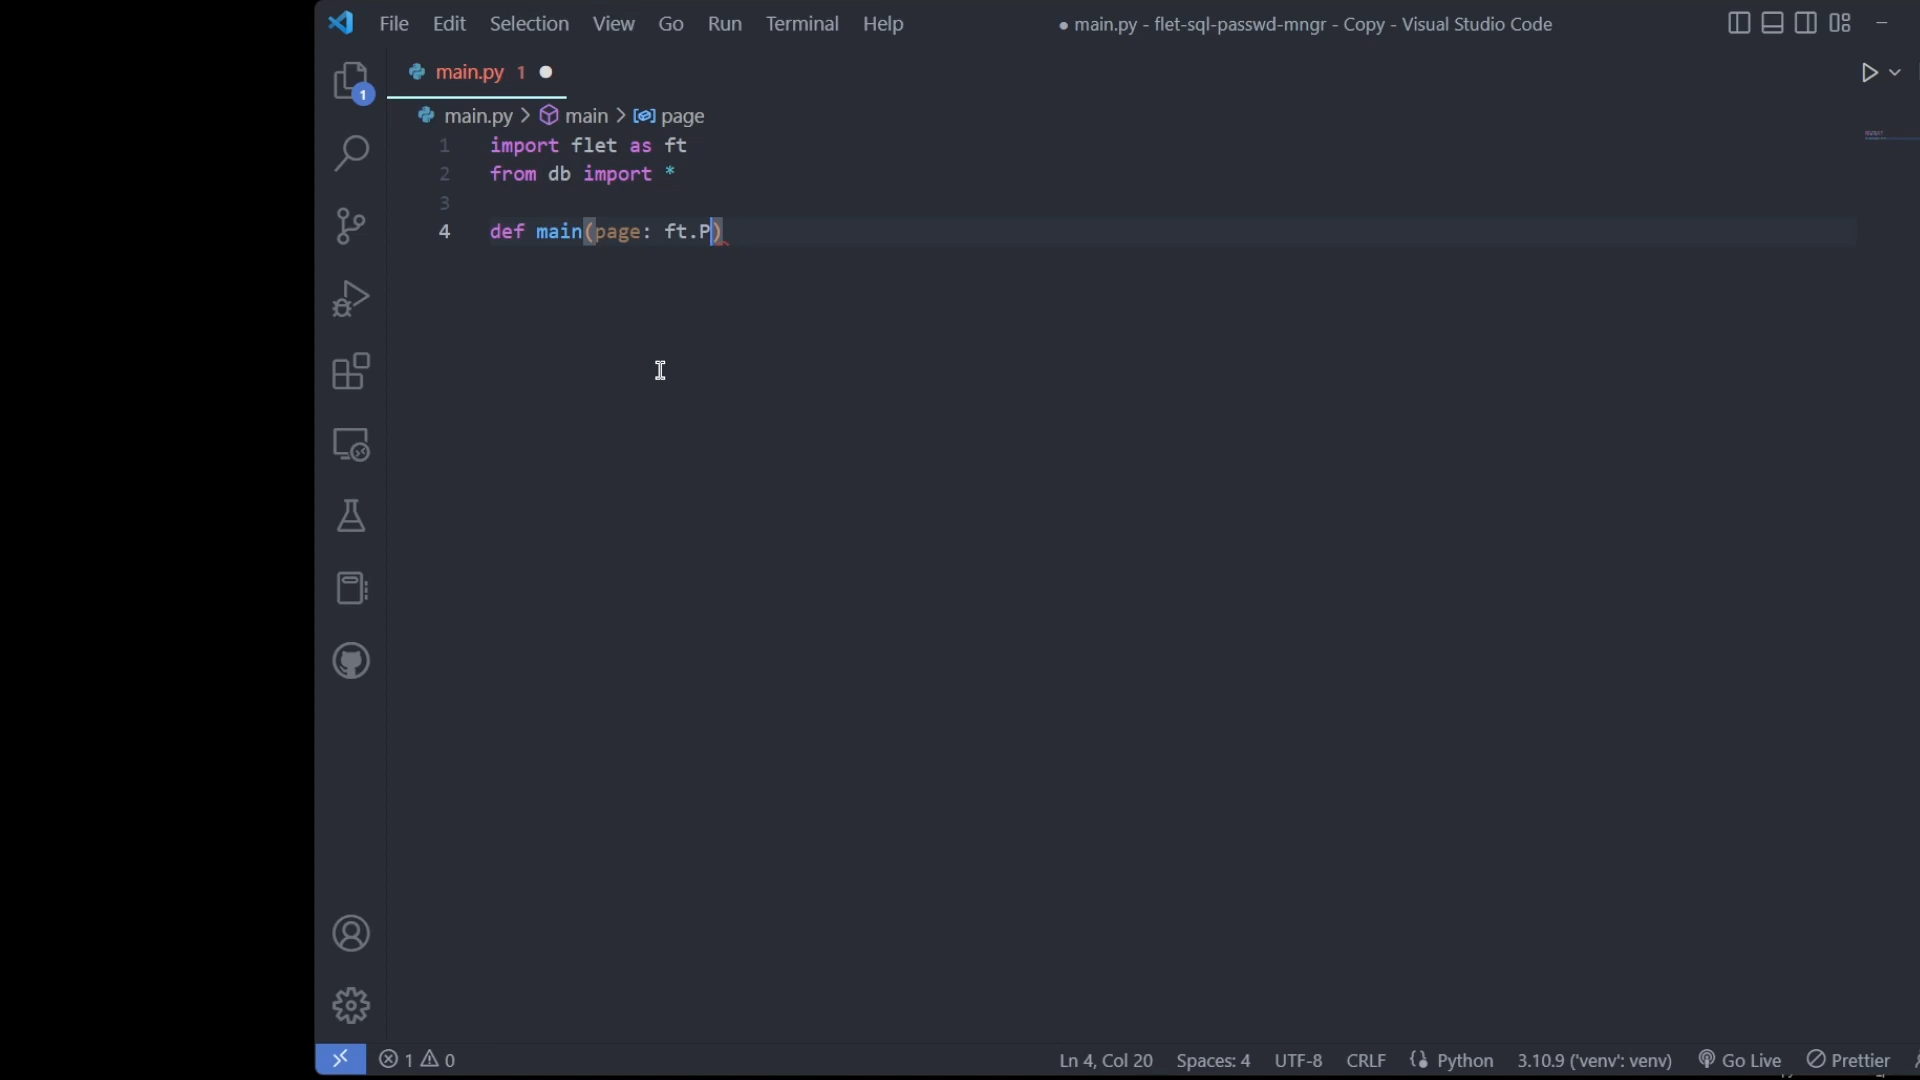 File Edit Selection View Go Run Terminal Help ● main.py - flet-sql-passwd-mngr - Copy - Visual Studio Code
main.py 1
main.py > main > page
1 import flet as ft
2 from db import *
3
4 def main(page: ft.P)
1
1 0 Ln 4, Col 20 Spaces: 4 UTF-8 CRLF Python 3.10.9 ('venv': venv) Go Live Prettier